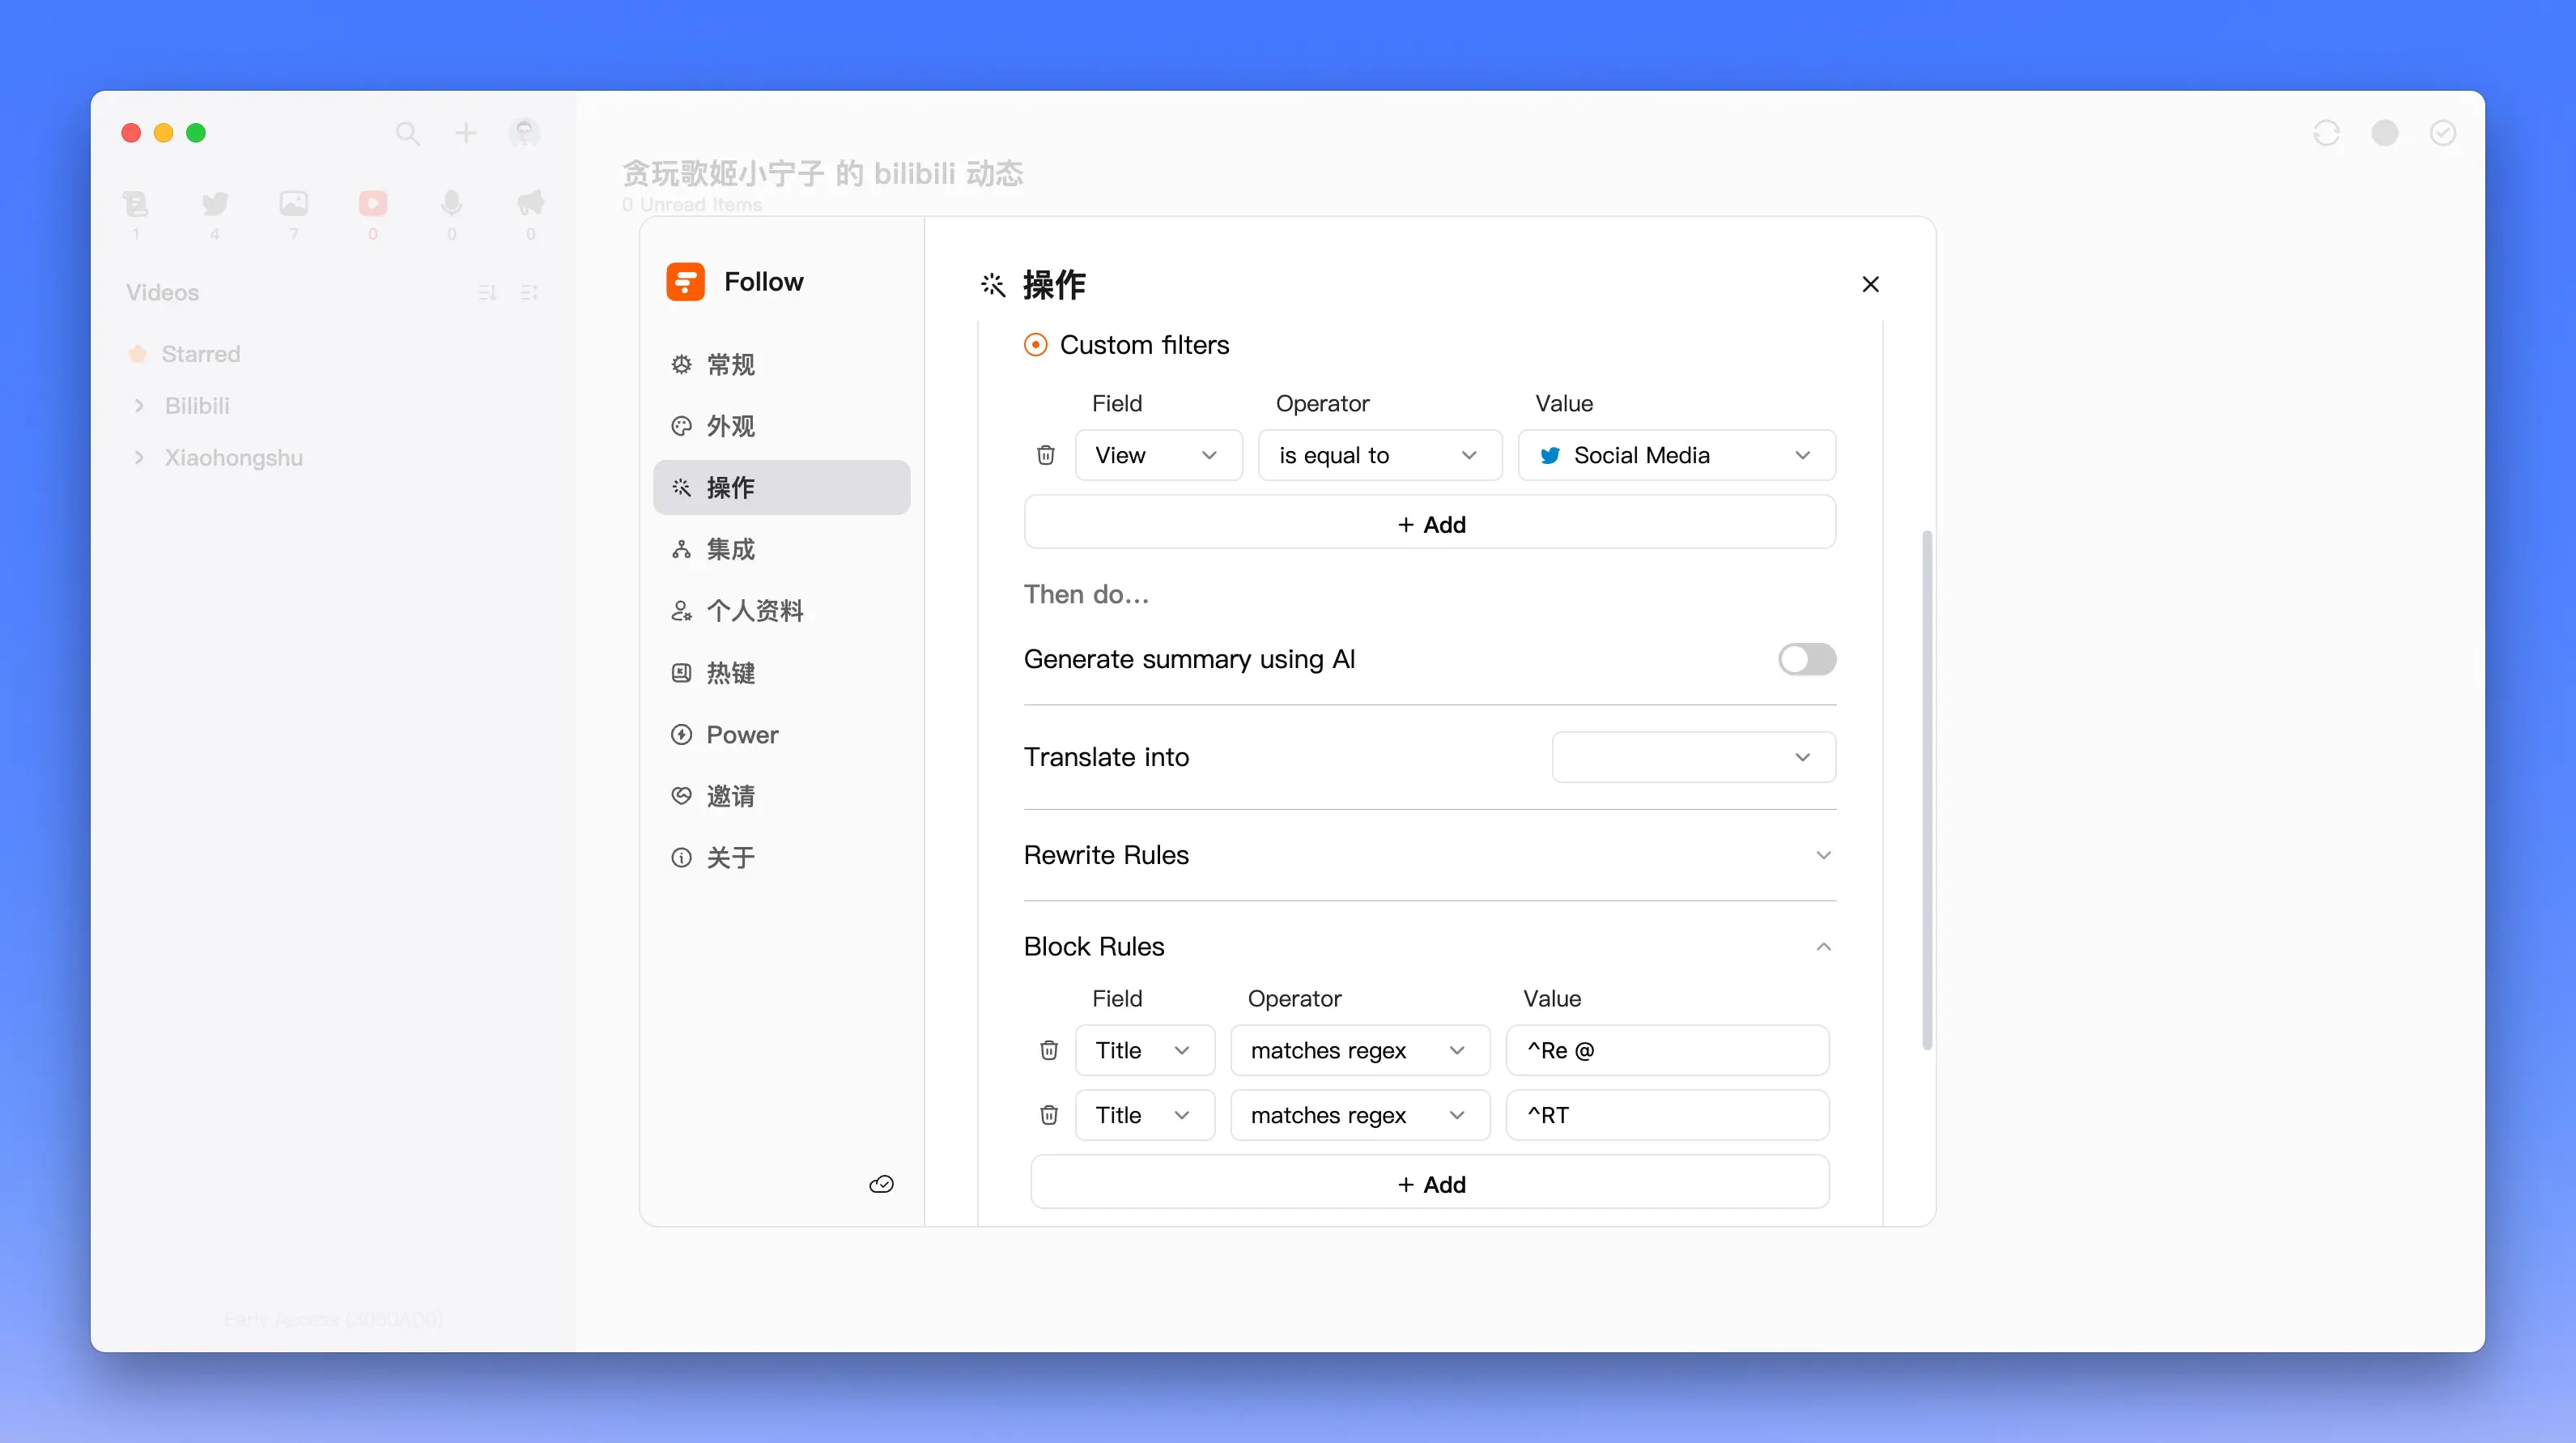 贪玩歌姬小宁子 的 bilibili 动态
0 Unread Items
1
4
7
0
0
0
Videos
Starred
Bilibili
Xiaohongshu
Follow
常规
外观
操作
集成
个人资料
热键
Power
邀请
关于
操作
Custom filters
Field Operator Value
View is equal to Social Media
+ Add
Then do...
Generate summary using AI
Translate into
Rewrite Rules
Block Rules
Field Operator Value
Title matches regex ^Re @
Title matches regex ^RT
+ Add
Early Access